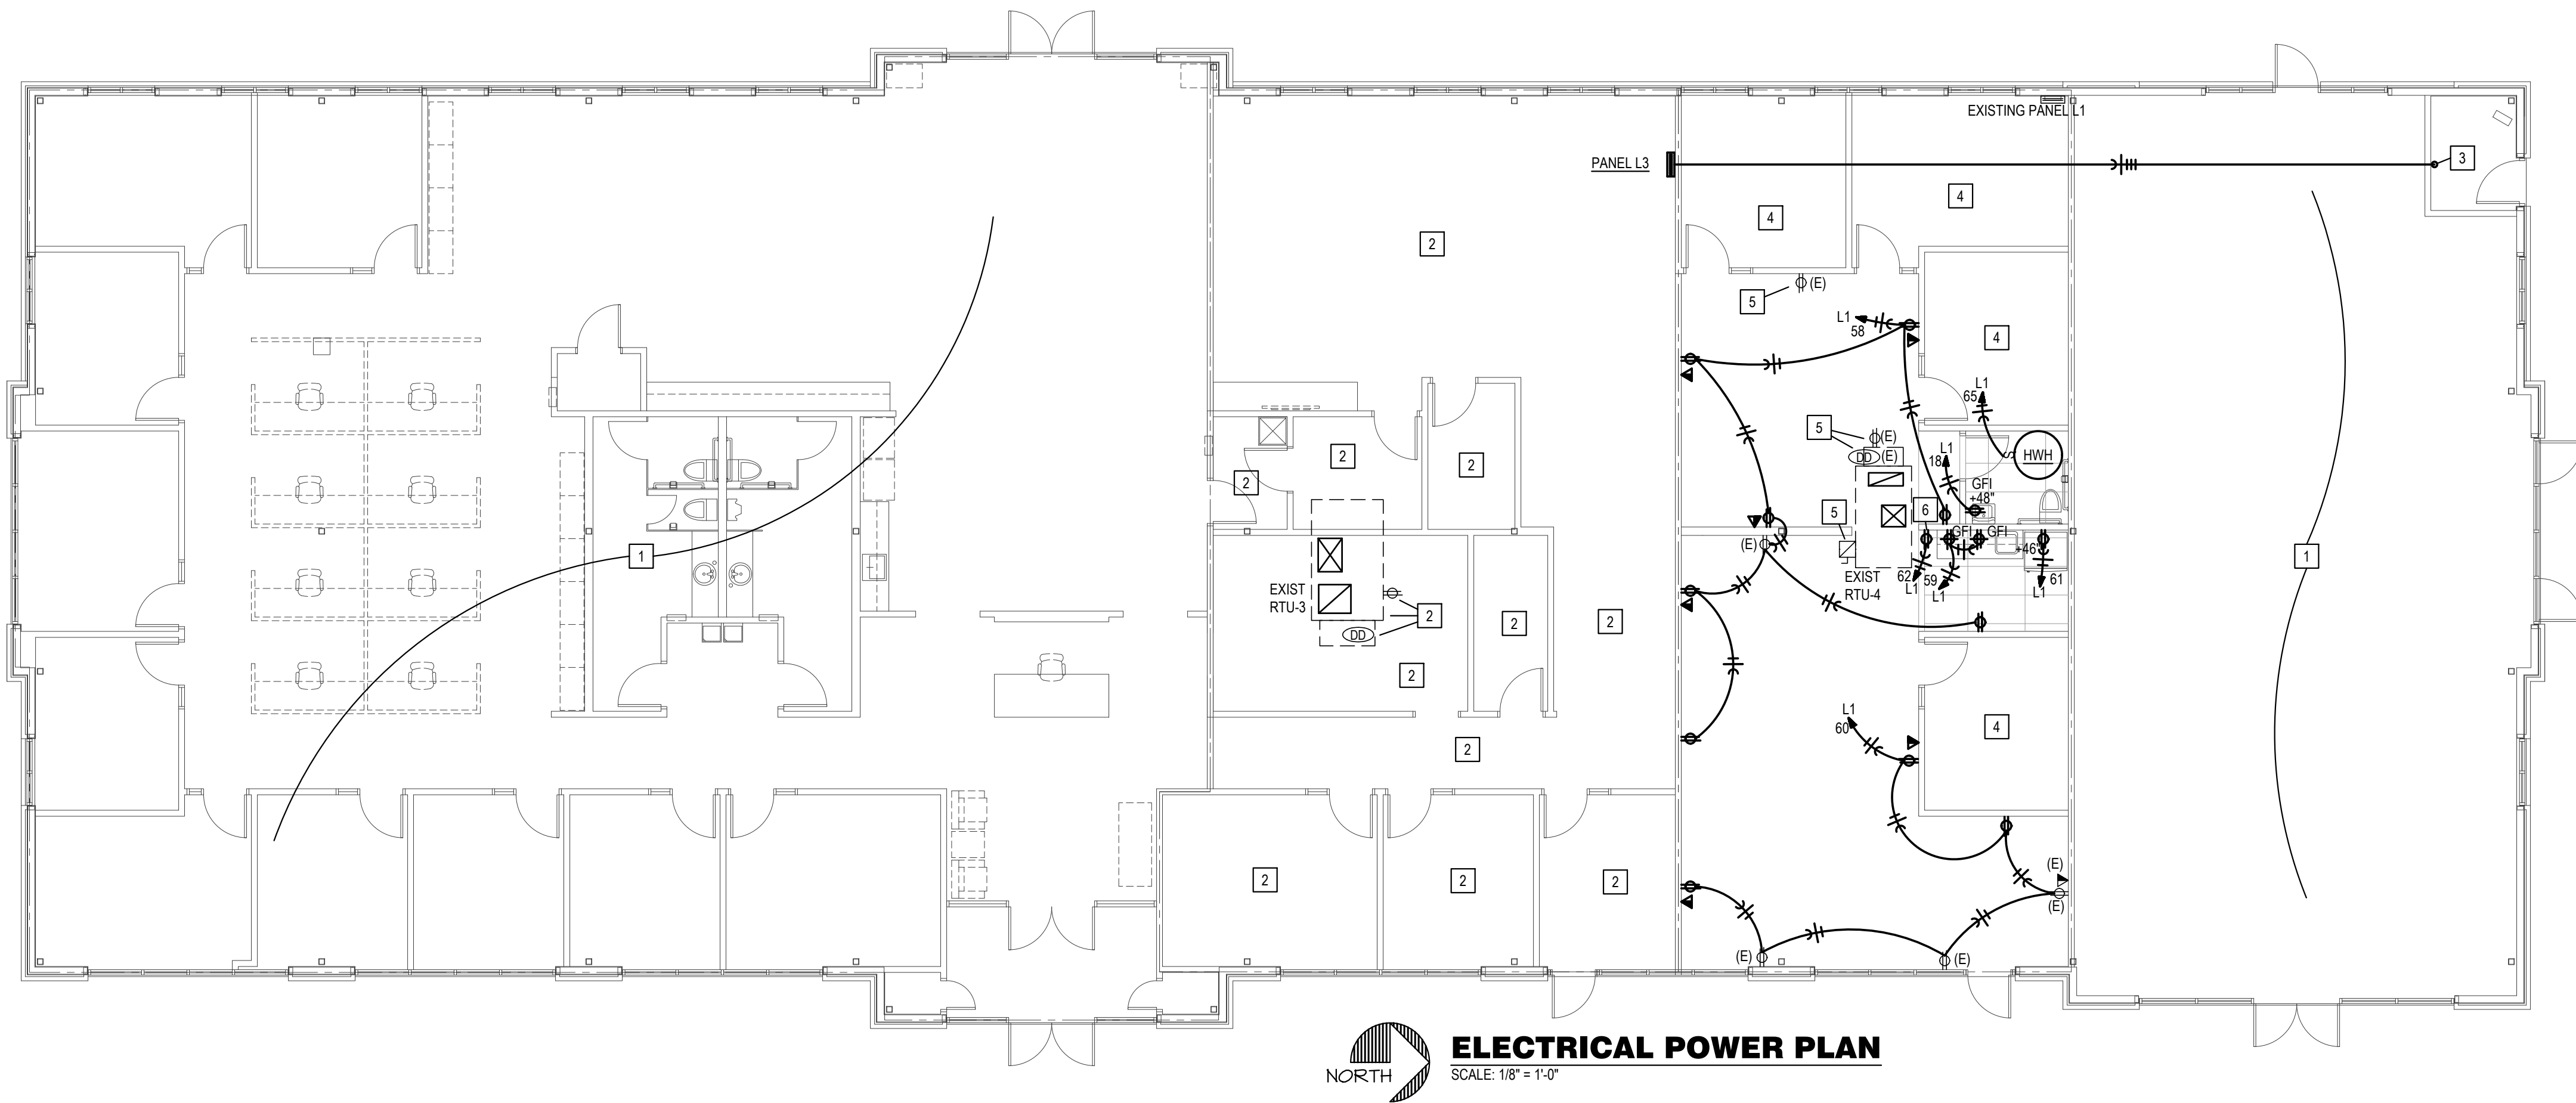 EXISTING PANEL L1
PANEL L3
3
4
4
2
5
(E)
L1
58
4
L1
65
5
(E)
DD
(E)
L1
18
HWH
2
2
2
GFI
+48"
S
5
6
(E)
GFI
GFI
+46"
1
1
EXIST
RTU-3
EXIST
RTU-4
62
L1
59
L1
61
L1
2
DD
2
2
2
L1
60
4
2
2
2
2
(E)
(E)
(E)
(E)
NORTH
ELECTRICAL POWER PLAN
SCALE: 1/8" = 1'-0"